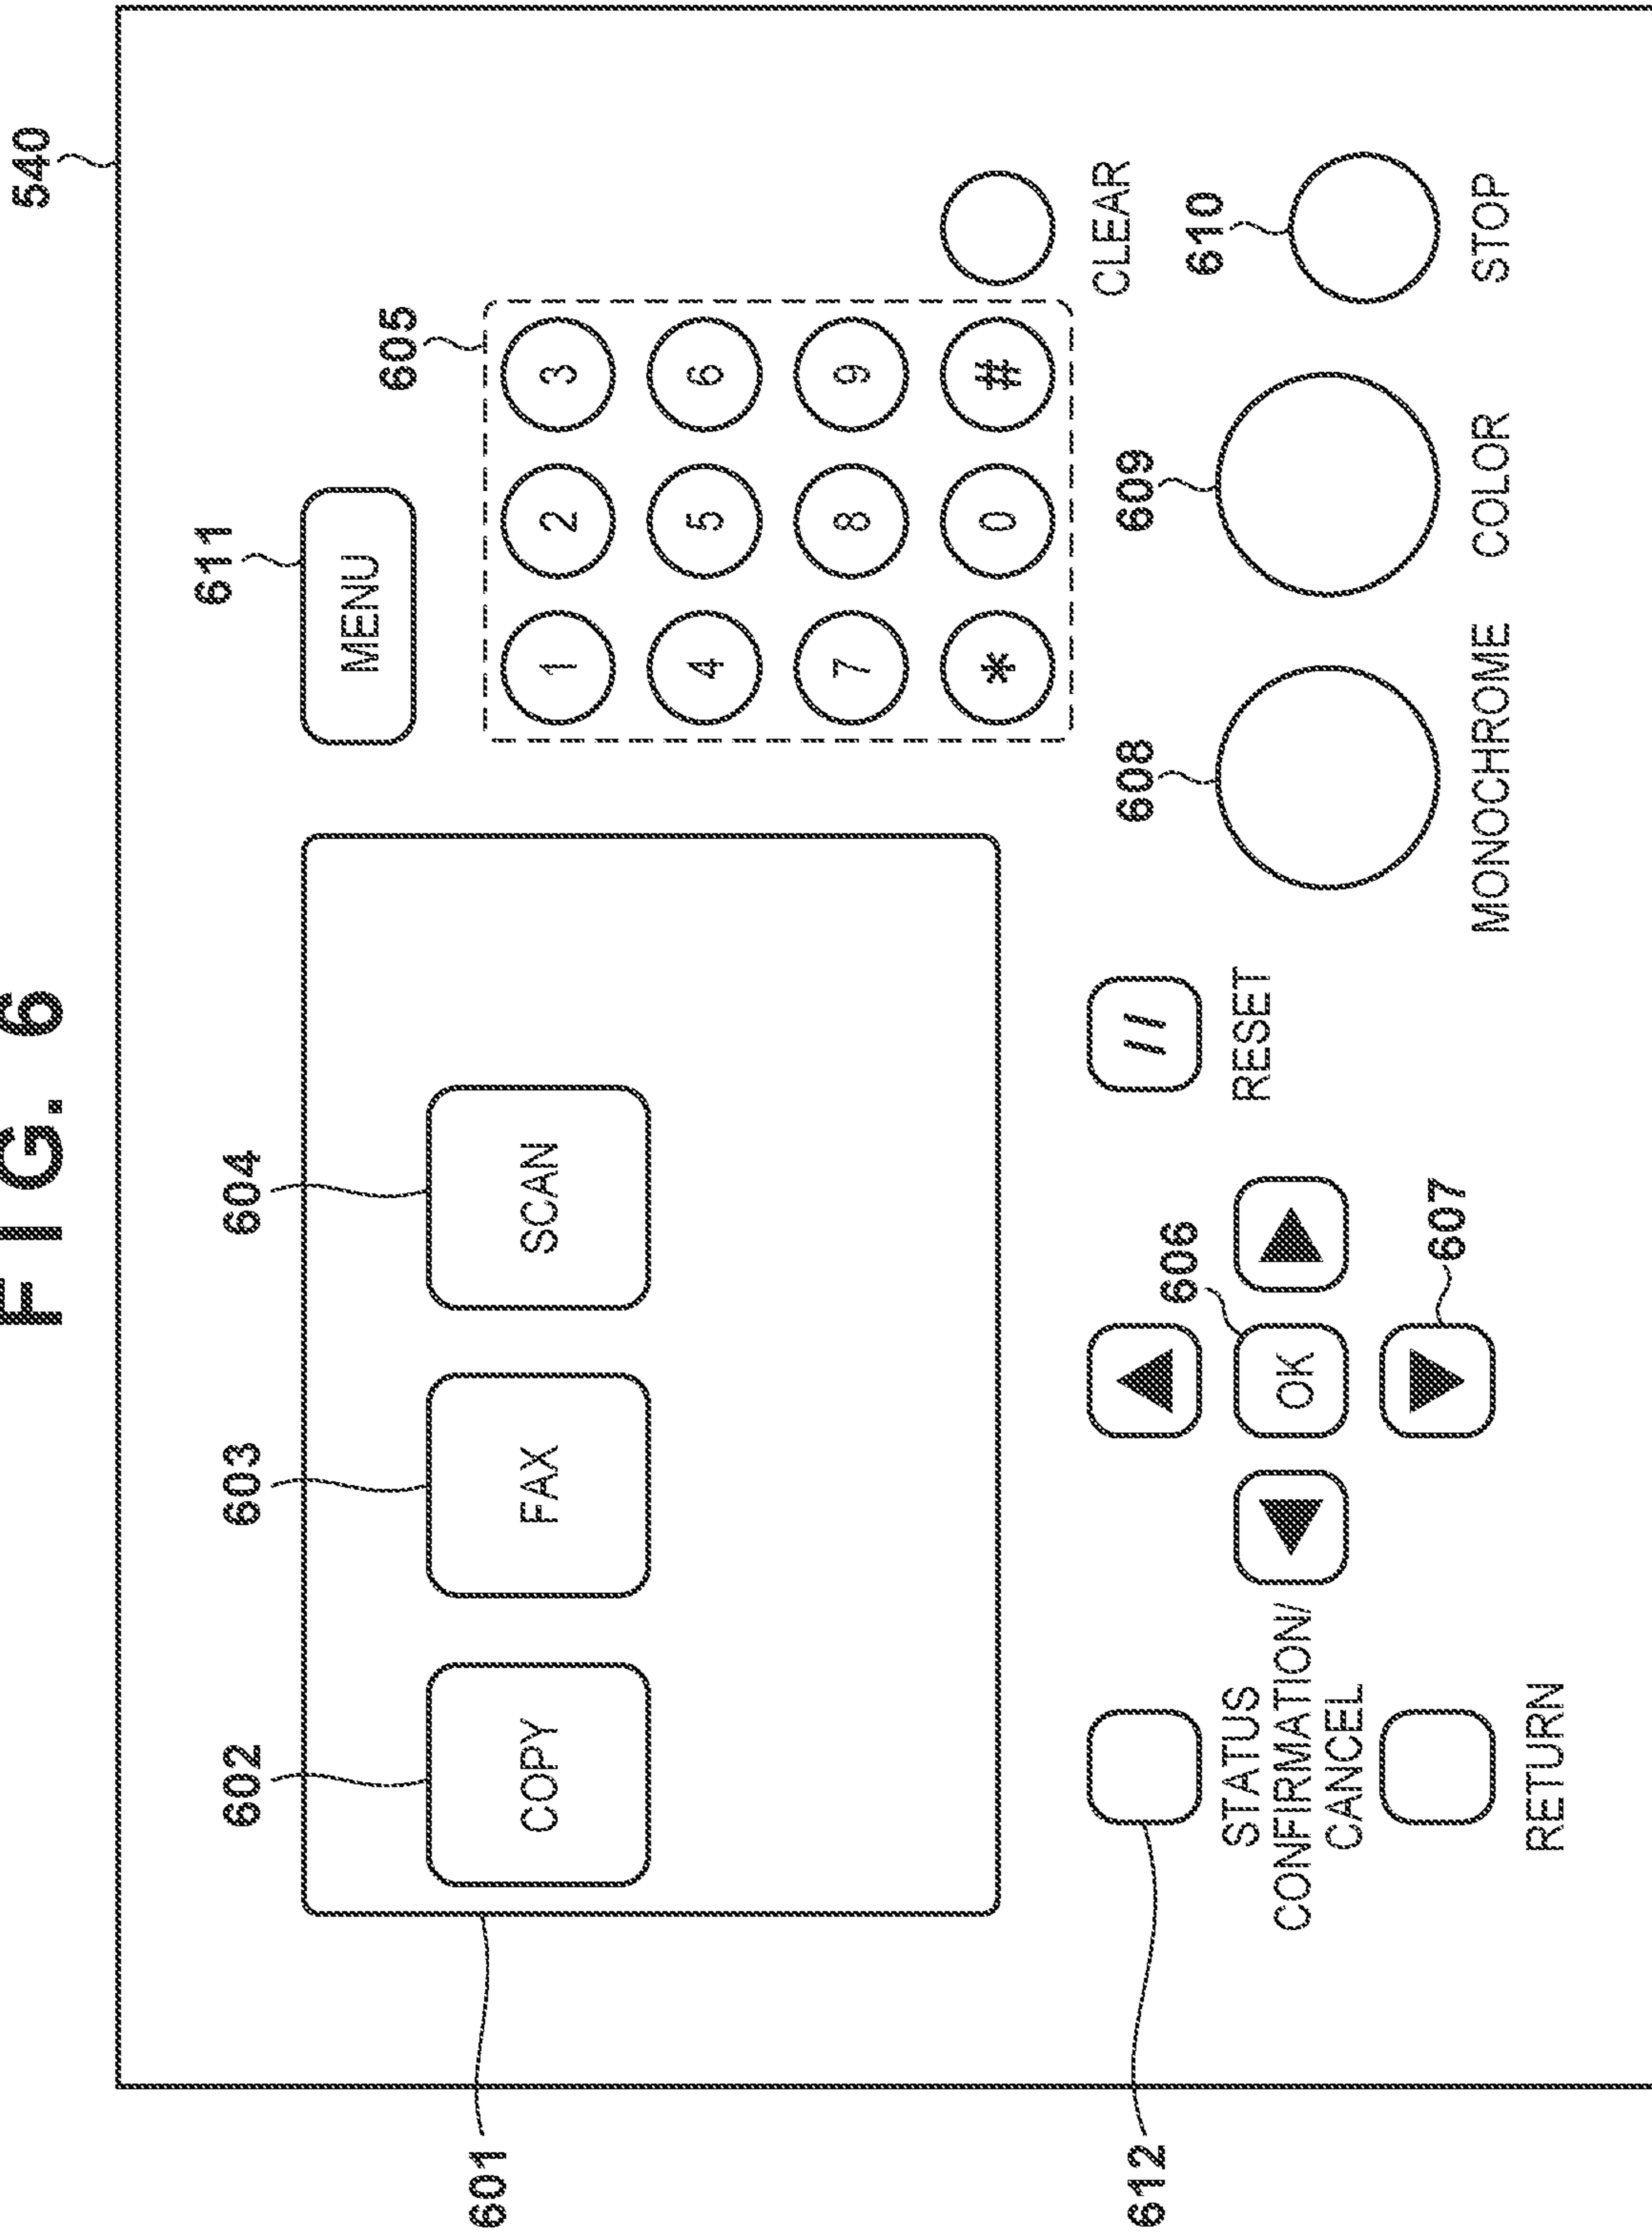 FIG. 6
540
611
602
603
604
MENU
605
601
COPY
FAX
SCAN
1 2 3
4 5 6
7 8 9
* 0 #
CLEAR
612
606
608
609
610
STATUS
CONFIRMATION/
CANCEL
OK
RESET
607
RETURN
MONOCHROME
COLOR
STOP